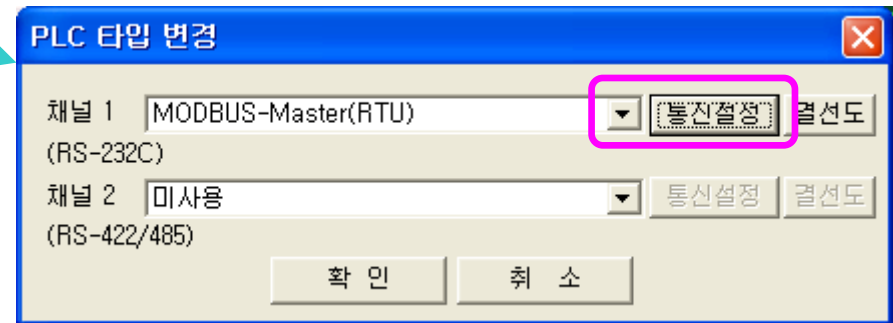 PLC 타입 변경
채널 1 MODBUS-Master(RTU) 통신설정 결선도
(RS-232C)
채널 2 미사용 통신설정 결선도
(RS-422/485)
확 인 취 소